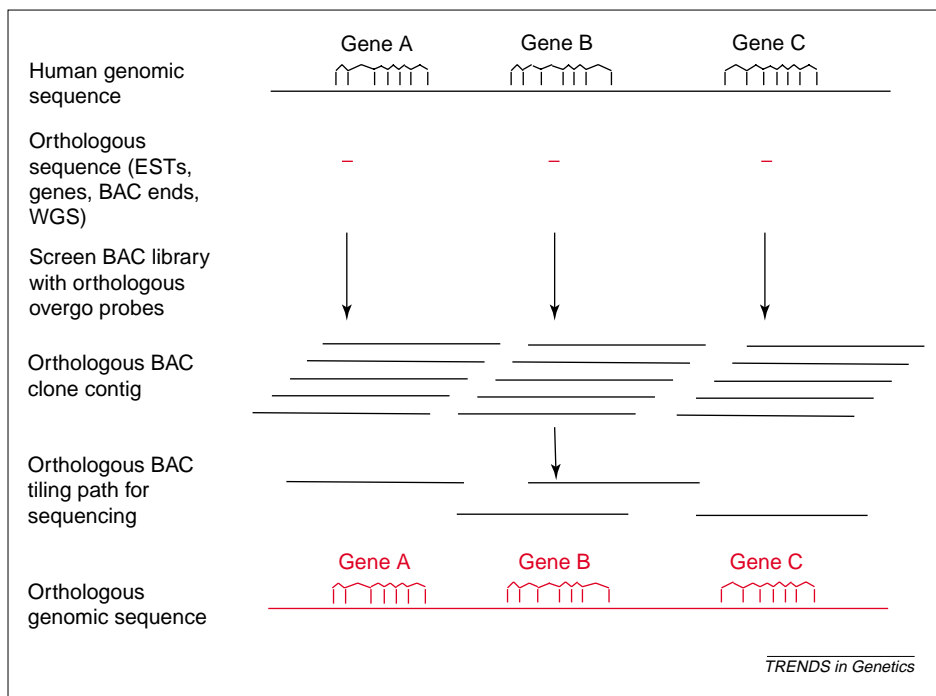 Gene A
Gene B
Gene C
Human genomic
sequence
Orthologous
sequence (ESTs,
genes, BAC ends,
WGS)
Screen BAC library
with orthologous
overgo probes
Orthologous BAC
clone contig
Orthologous BAC
tiling path for
sequencing
Gene A
Gene B
Gene C
Orthologous
genomic sequence
TRENDS in Genetics